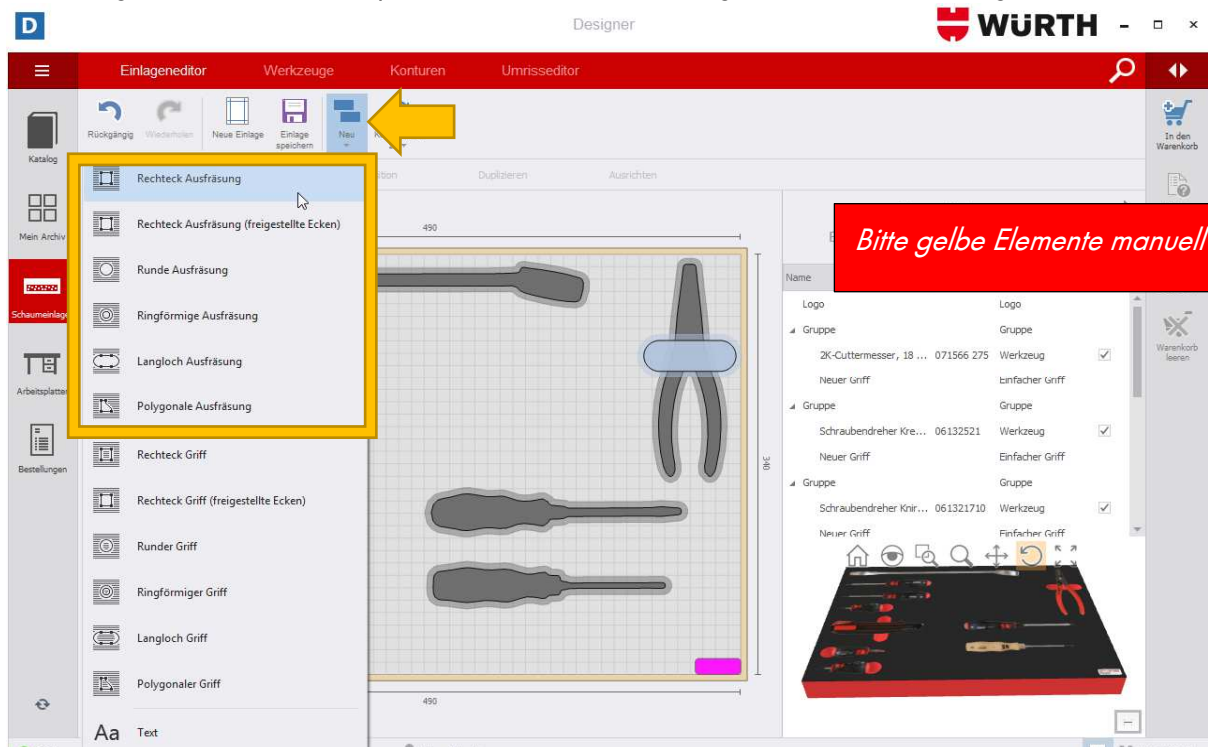 D
Designer
WÜRTH
Einlageneditor
Werkzeuge
Konturen
Umrisseditor
Rückgängig
Wiederholen
Neue Einlage
Einlage speichern
Neu
In den Warenkorb
Katalog
Duplizieren
Ausrichten
Rechteck Ausfräsung
Rechteck Ausfräsung (freigestellte Ecken)
Runde Ausfräsung
Ringförmige Ausfräsung
Langloch Ausfräsung
Polygonale Ausfräsung
Rechteck Griff
Rechteck Griff (freigestellte Ecken)
Runder Griff
Ringförmiger Griff
Langloch Griff
Polygonaler Griff
Aa Text
Mein Archiv
Schaumeinlage
Arbeitsplatten
Bestellungen
490
340
490
Bitte gelbe Elemente manuell
Name
Logo Logo
Gruppe Gruppe
2K-Cuttermesser, 18 ... 071566 275 Werkzeug
Neuer Griff Einfacher Griff
Gruppe Gruppe
Schraubendreher Kre... 06132521 Werkzeug
Neuer Griff Einfacher Griff
Gruppe Gruppe
Schraubendreher Knir... 061321710 Werkzeug
Neuer Griff Einfacher Griff
Warenkorb leeren